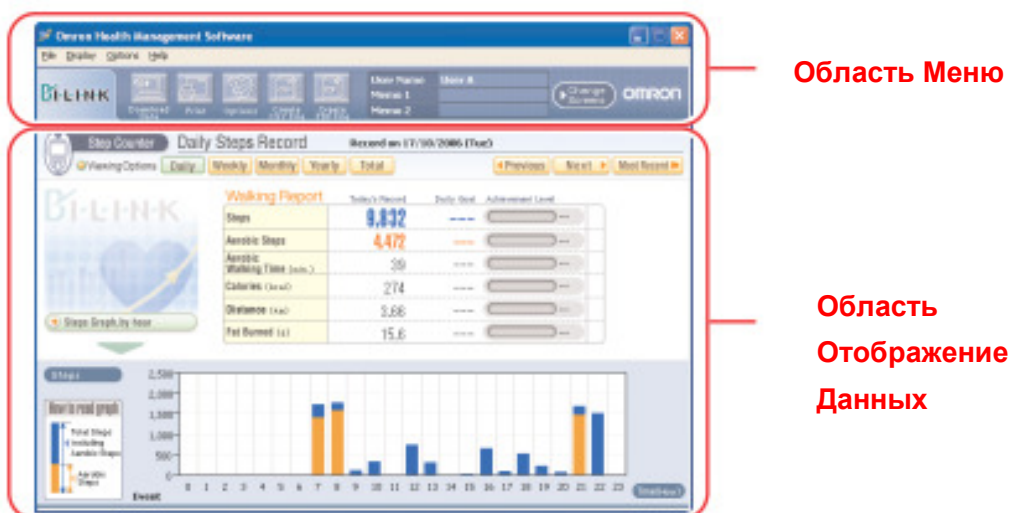 Omron Health Management Software
File Display Options Help
Bi-LINK
Download
Print
Options
Create
Create
User Name User A
Memo 1
Memo 2
Change
Screens
OMRON
Область Меню
Step Counter Daily Steps Record Record on 17/10/2006 (Tue)
Viewing Options Daily Weekly Monthly Yearly Total Previous Next Most Recent
Bi-LINK
Walking Report Today's Record Daily Goal Achievement Level
Steps 9,832 --- ---
Aerobic Steps 4,472 --- ---
Aerobic
Walking Time (min.) 39 --- ---
Calories (kcal) 274 --- ---
Distance (km) 3.66 --- ---
Fat Burned (g) 15.6 --- ---
Steps Graph, by hour
Область
Отображение
Данных
Steps
How to read graph
Total Steps
including
Aerobic Steps
Aerobic
Steps
2,500
2,000
1,500
1,000
500
0
0 1 2 3 4 5 6 7 8 9 10 11 12 13 14 15 16 17 18 19 20 21 22 23
Event